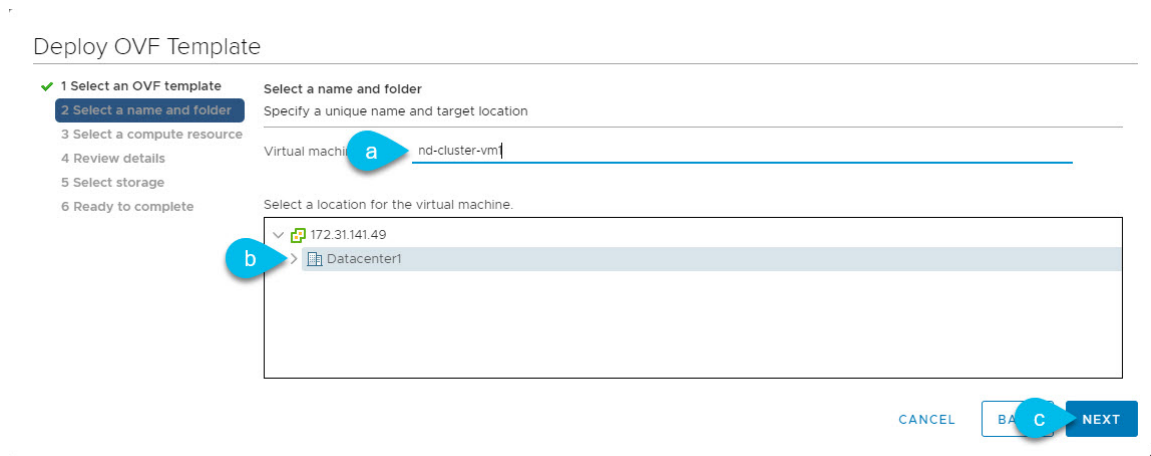 Deploy OVF Template
1 Select an OVF template
2 Select a name and folder
3 Select a compute resource
4 Review details
5 Select storage
6 Ready to complete
Select a name and folder
Specify a unique name and target location
Virtual machi a nd-cluster-vm1
Select a location for the virtual machine.
172.31.141.49
b Datacenter1
CANCEL BA c NEXT